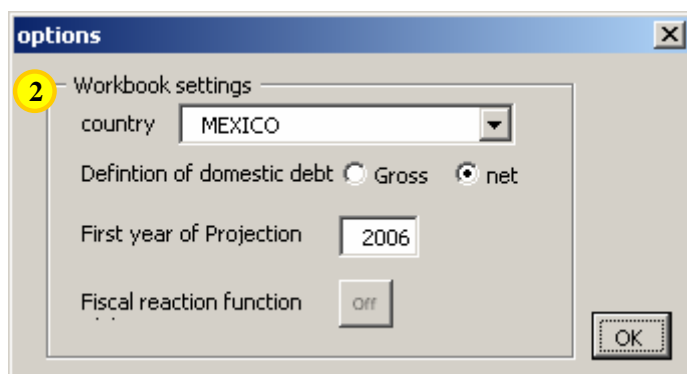 options
2
Workbook settings
country MEXICO
Defintion of domestic debt Gross net
First year of Projection 2006
Fiscal reaction function Off
OK